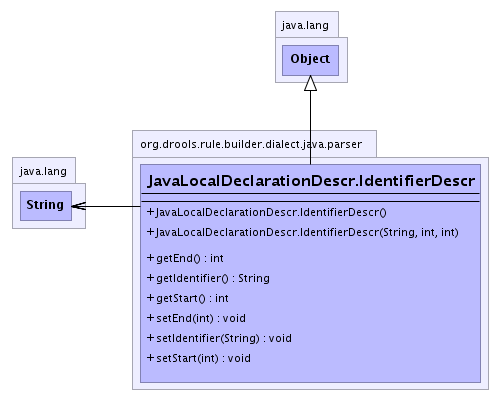 java.lang
Object
org.drools.rule.builder.dialect.java.parser
java.lang
String
JavaLocalDeclarationDescr.IdentifierDescr
+ JavaLocalDeclarationDescr.IdentifierDescr()
+ JavaLocalDeclarationDescr.IdentifierDescr(String, int, int)
+ getEnd() : int
+ getIdentifier() : String
+ getStart() : int
+ setEnd(int) : void
+ setIdentifier(String) : void
+ setStart(int) : void